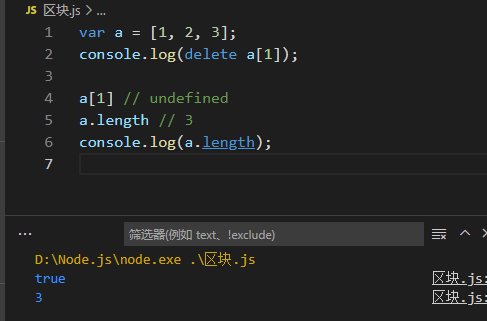 JS 区块.js > ...
1 var a = [1, 2, 3];
2 console.log(delete a[1]);
3
4 a[1] // undefined
5 a.length // 3
6 console.log(a.length);
7
... 筛选器(例如 text、!exclude)
D:\Node.js\node.exe .\区块.js
true 区块.js:
3 区块.js: